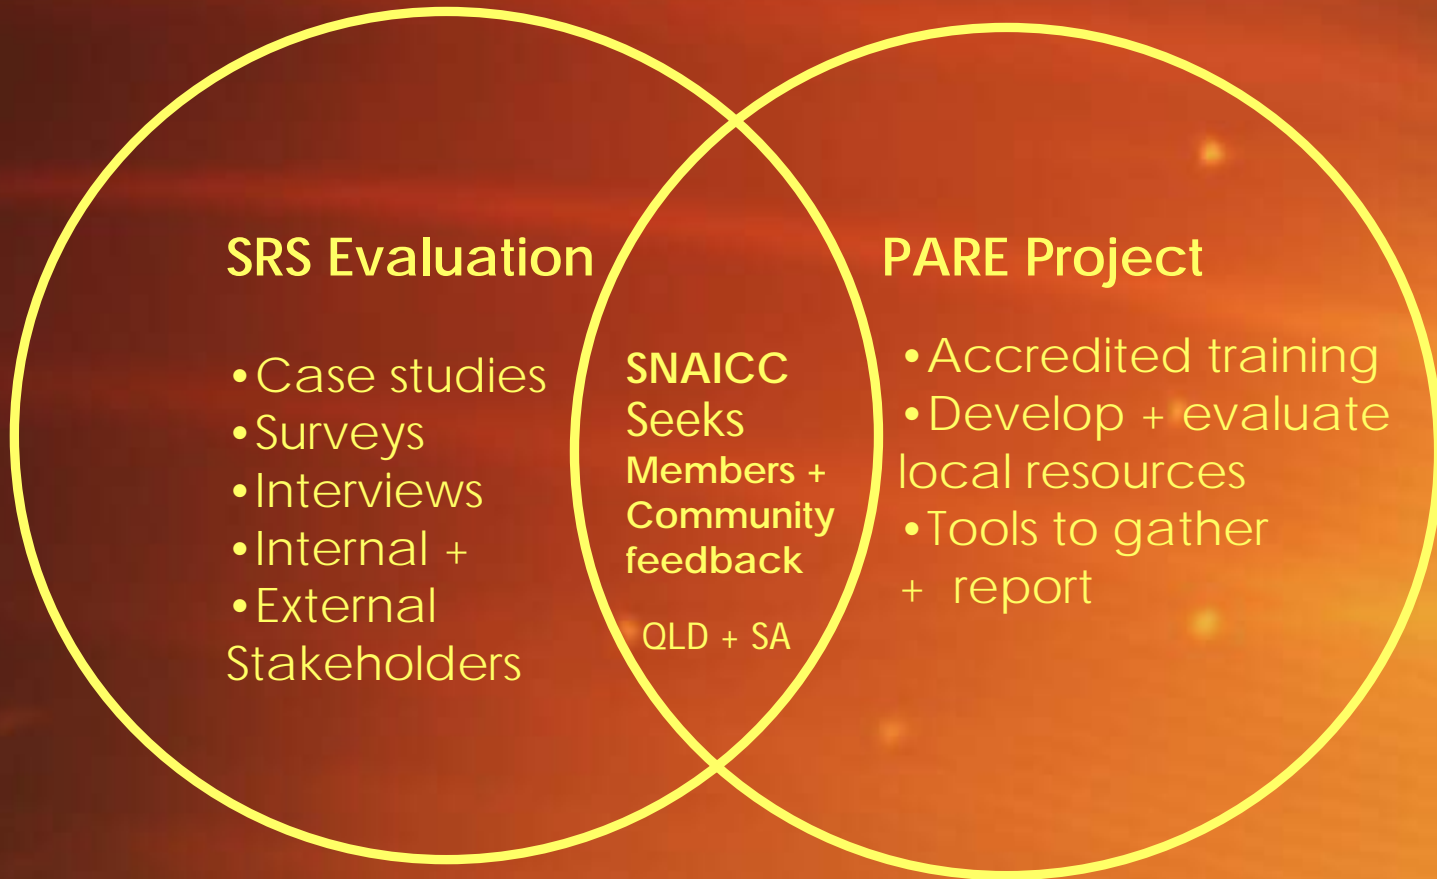 SRS Evaluation
•Case studies
•Surveys
•Interviews
•Internal +
•External
Stakeholders
SNAICC
Seeks
Members +
Community
feedback
QLD + SA
PARE Project
•Accredited training
•Develop + evaluate
local resources
•Tools to gather
+ report